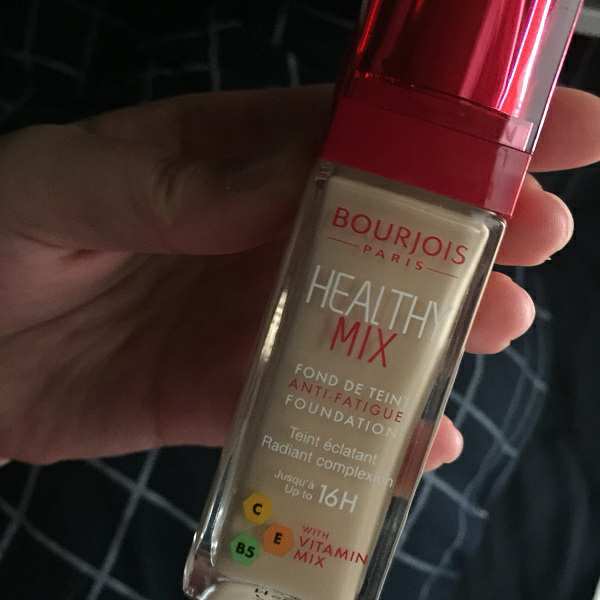 BOURJOIS
PARIS
HEALTHY
MIX
FOND DE TEINT
ANTI-FATIGUE
FOUNDATION
Teint éclatant
Radiant complexion
Jusqu'à
Up to 16H
C
E
B5
WITH
VITAMIN
MIX